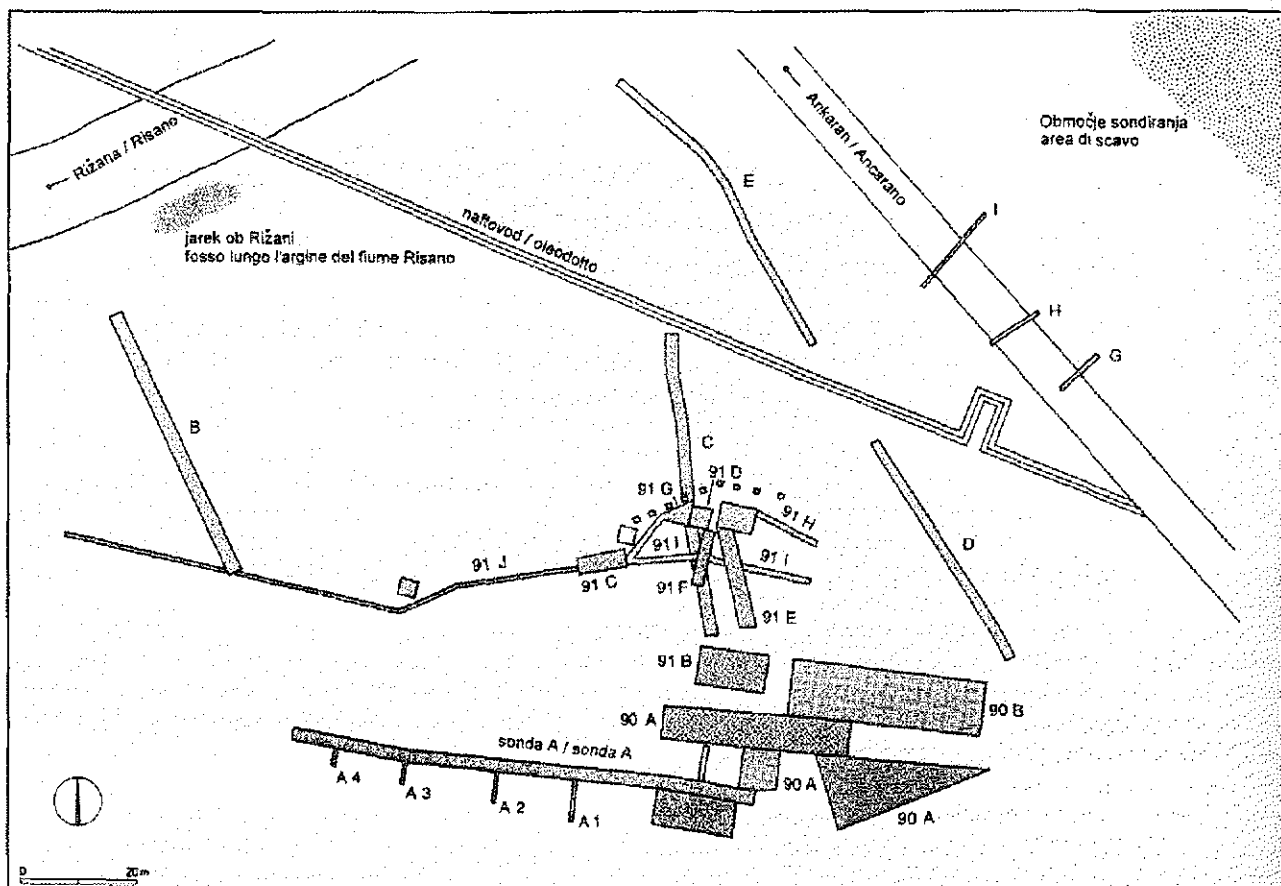 Rižana / Risano
Ankaran / Ancarano
Območje sondiranja
area di scavo
I
E
naftovod / oleodotto
jarek ob Rižani
fosso lungo l'argine del fiume Risano
H
G
B
C
91 D
91 G
91 H
D
91 I
91 I
91 J
91 C
91 F
91 E
91 B
90 B
90 A
sonda A / sonda A
A 4
A 3
A 2
A 1
90 A
90 A
0 20 m